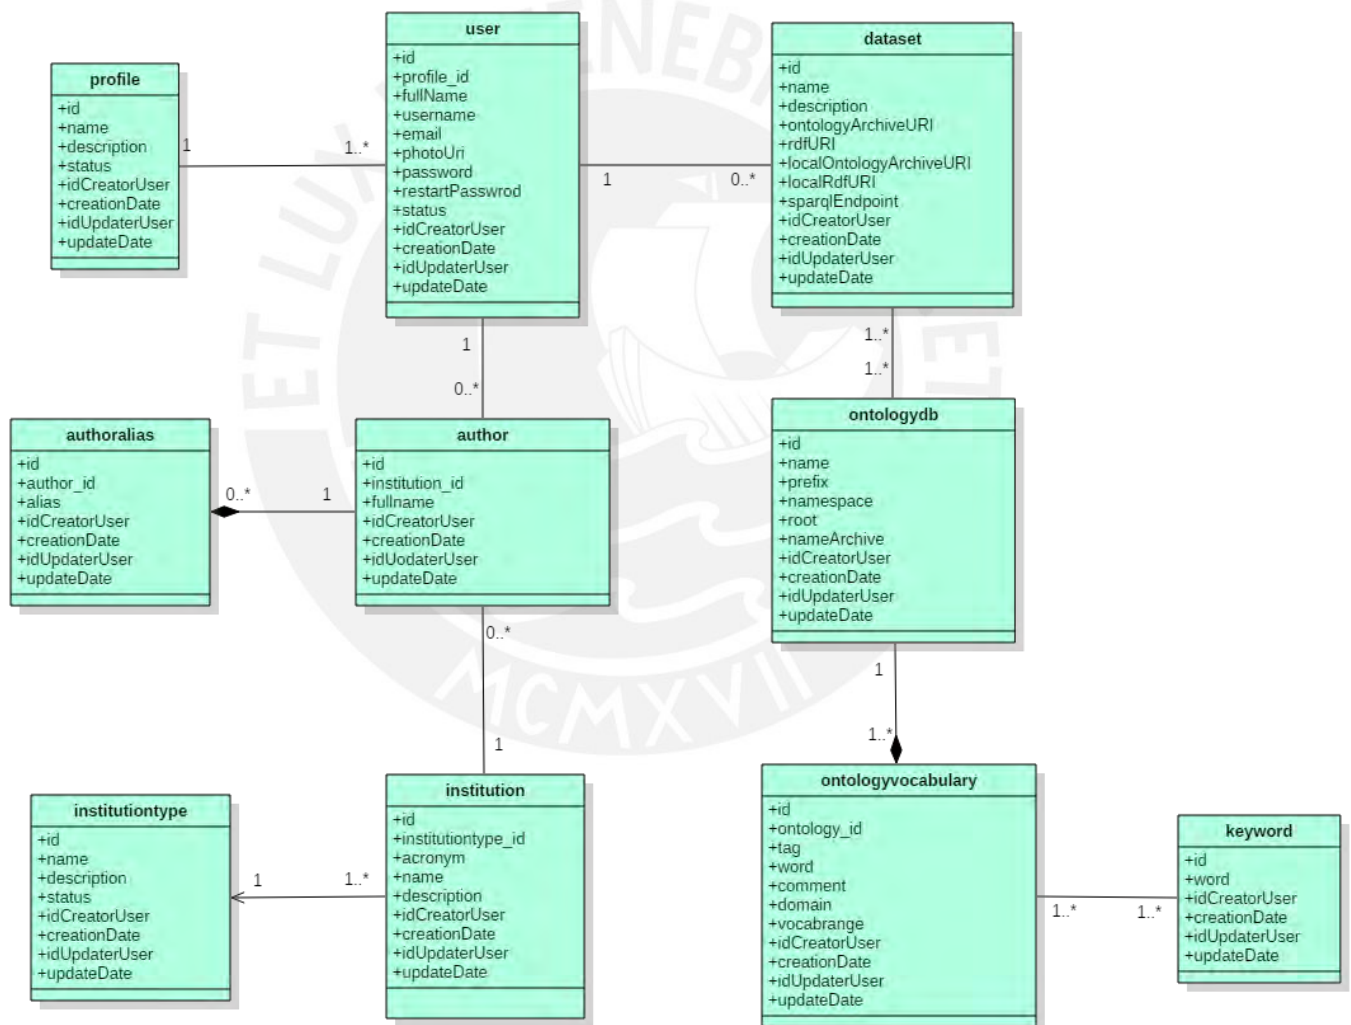 profile
+id
+name
+description
+status
+idCreatorUser
+creationDate
+idUpdaterUser
+updateDate
1
1..*
user
+id
+profile_id
+fullName
+username
+email
+photoUri
+password
+restartPasswrod
+status
+idCreatorUser
+creationDate
+idUpdaterUser
+updateDate
1
0..*
dataset
+id
+name
+description
+ontologyArchiveURI
+rdfURI
+localOntologyArchiveURI
+localRdfURI
+sparqlEndpoint
+idCreatorUser
+creationDate
+idUpdaterUser
+updateDate
1
0..*
1..*
1..*
authoralias
+id
+author_id
+alias
+idCreatorUser
+creationDate
+idUpdaterUser
+updateDate
0..*
1
author
+id
+institution_id
+fullname
+idCreatorUser
+creationDate
+idUodaterUser
+updateDate
ontologydb
+id
+name
+prefix
+namespace
+root
+nameArchive
+idCreatorUser
+creationDate
+idUpdaterUser
+updateDate
0..*
1
1
1..*
institutiontype
+id
+name
+description
+status
+idCreatorUser
+creationDate
+idUpdaterUser
+updateDate
1
1..*
institution
+id
+institutiontype_id
+acronym
+name
+description
+idCreatorUser
+creationDate
+idUpdaterUser
+updateDate
ontologyvocabulary
+id
+ontology_id
+tag
+word
+comment
+domain
+vocabrange
+idCreatorUser
+creationDate
+idUpdaterUser
+updateDate
1..*
1..*
keyword
+id
+word
+idCreatorUser
+creationDate
+idUpdaterUser
+updateDate
ET LUX
MCMXVII